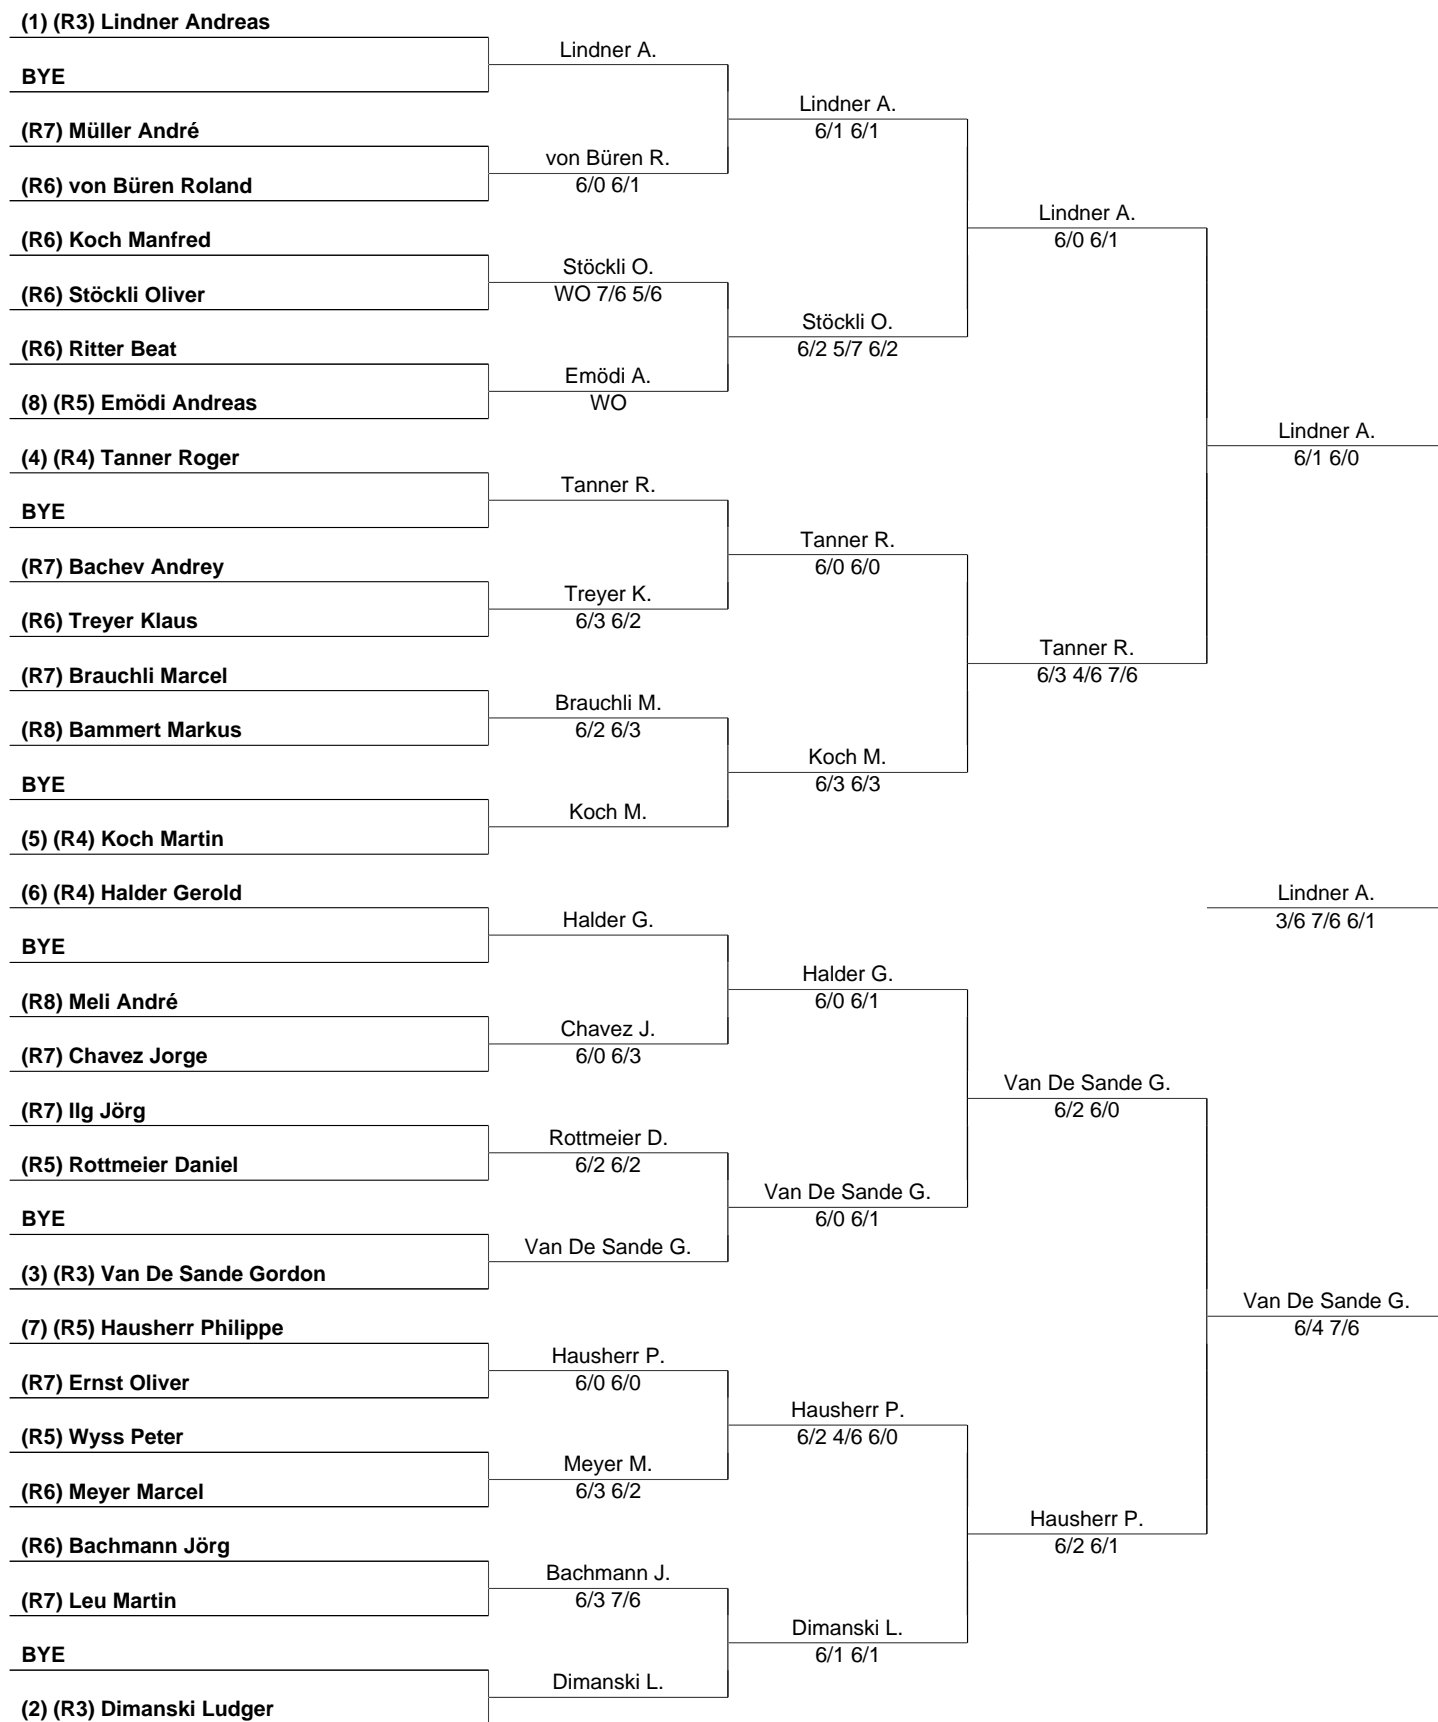 (1) (R3) Lindner Andreas
BYE
(R7) Müller André
(R6) von Büren Roland
(R6) Koch Manfred
(R6) Stöckli Oliver
(R6) Ritter Beat
(8) (R5) Emödi Andreas
(4) (R4) Tanner Roger
BYE
(R7) Bachev Andrey
(R6) Treyer Klaus
(R7) Brauchli Marcel
(R8) Bammert Markus
BYE
(5) (R4) Koch Martin
(6) (R4) Halder Gerold
BYE
(R8) Meli André
(R7) Chavez Jorge
(R7) Ilg Jörg
(R5) Rottmeier Daniel
BYE
(3) (R3) Van De Sande Gordon
(7) (R5) Hausherr Philippe
(R7) Ernst Oliver
(R5) Wyss Peter
(R6) Meyer Marcel
(R6) Bachmann Jörg
(R7) Leu Martin
BYE
(2) (R3) Dimanski Ludger
Lindner A.
von Büren R.
6/0 6/1
Stöckli O.
WO 7/6 5/6
Emödi A.
WO
Tanner R.
Treyer K.
6/3 6/2
Brauchli M.
6/2 6/3
Koch M.
Halder G.
Chavez J.
6/0 6/3
Rottmeier D.
6/2 6/2
Van De Sande G.
Hausherr P.
6/0 6/0
Meyer M.
6/3 6/2
Bachmann J.
6/3 7/6
Dimanski L.
Lindner A.
6/1 6/1
Stöckli O.
6/2 5/7 6/2
Tanner R.
6/0 6/0
Koch M.
6/3 6/3
Halder G.
6/0 6/1
Van De Sande G.
6/0 6/1
Hausherr P.
6/2 4/6 6/0
Dimanski L.
6/1 6/1
Lindner A.
6/0 6/1
Tanner R.
6/3 4/6 7/6
Van De Sande G.
6/2 6/0
Hausherr P.
6/2 6/1
Lindner A.
6/1 6/0
Lindner A.
3/6 7/6 6/1
Van De Sande G.
6/4 7/6